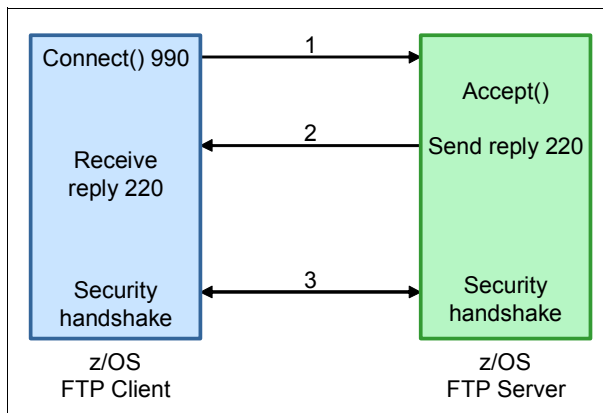 Connect() 990
1
Accept()
2
Send reply 220
Receive
reply 220
3
Security
handshake
Security
handshake
z/OS
FTP Client
z/OS
FTP Server